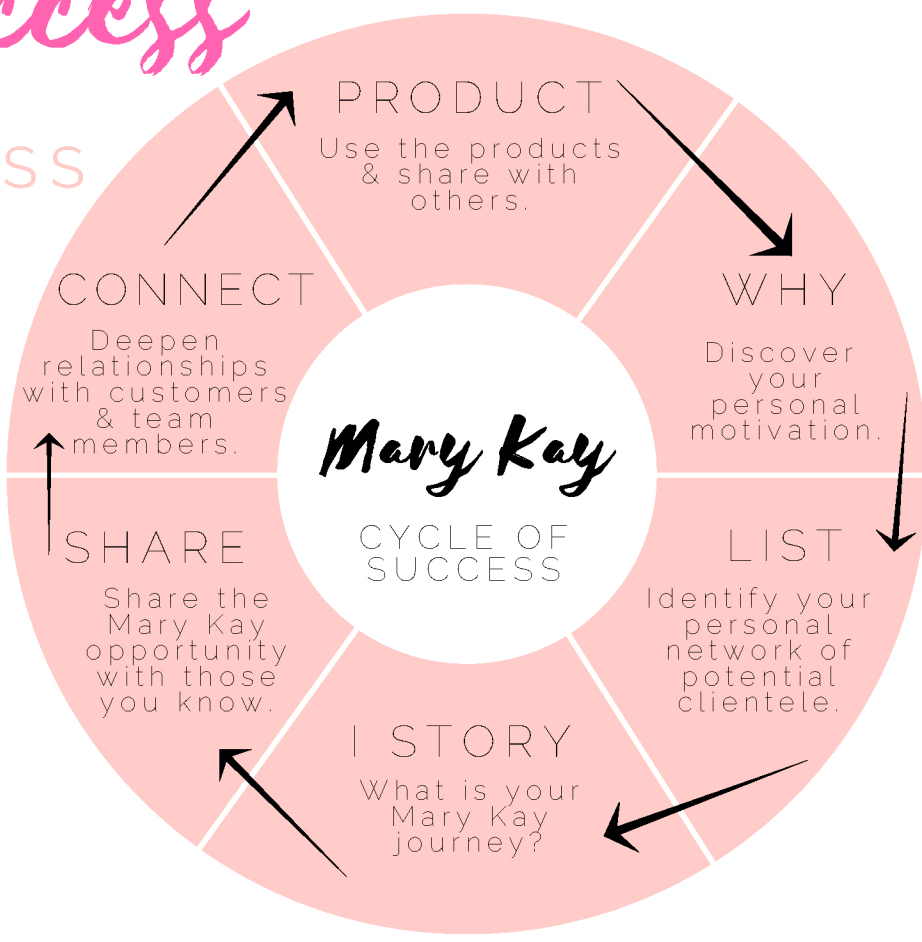 PRODUCT
Use the products
& share with
others.
WHY
Discover
your
personal
motivation.
LIST
Identify your
personal
network of
potential
clientele.
I STORY
What is your
Mary Kay
journey?
SHARE
Share the
Mary Kay
opportunity
with those
you know.
CONNECT
Deepen
relationships
with customers
& team
members.
Mary Kay
CYCLE OF
SUCCESS